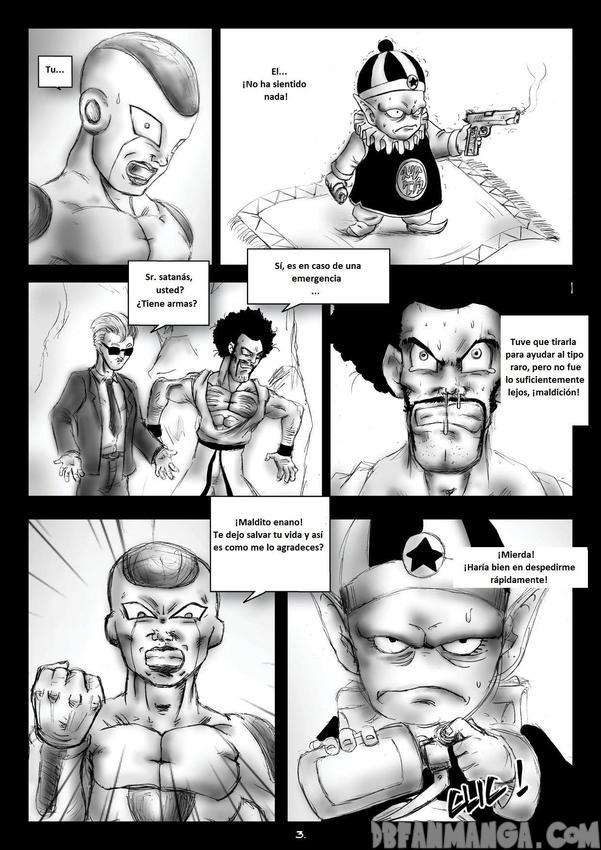 Tu...
El...
¡No ha sientido
nada!
Sr. satanás,
usted?
¿Tiene armas?
Sí, es en caso de una
emergencia
...
Tuve que tirarla
para ayudar al tipo
raro, pero no fue
lo suficientemente
lejos, ¡maldición!
¡Maldito enano!
Te dejo salvar tu vida y así
es como me lo agradeces?
¡Mierda!
¡Haría bien en despedirme
rápidamente!
CLIC !
3.
DBFANMANGA.COM